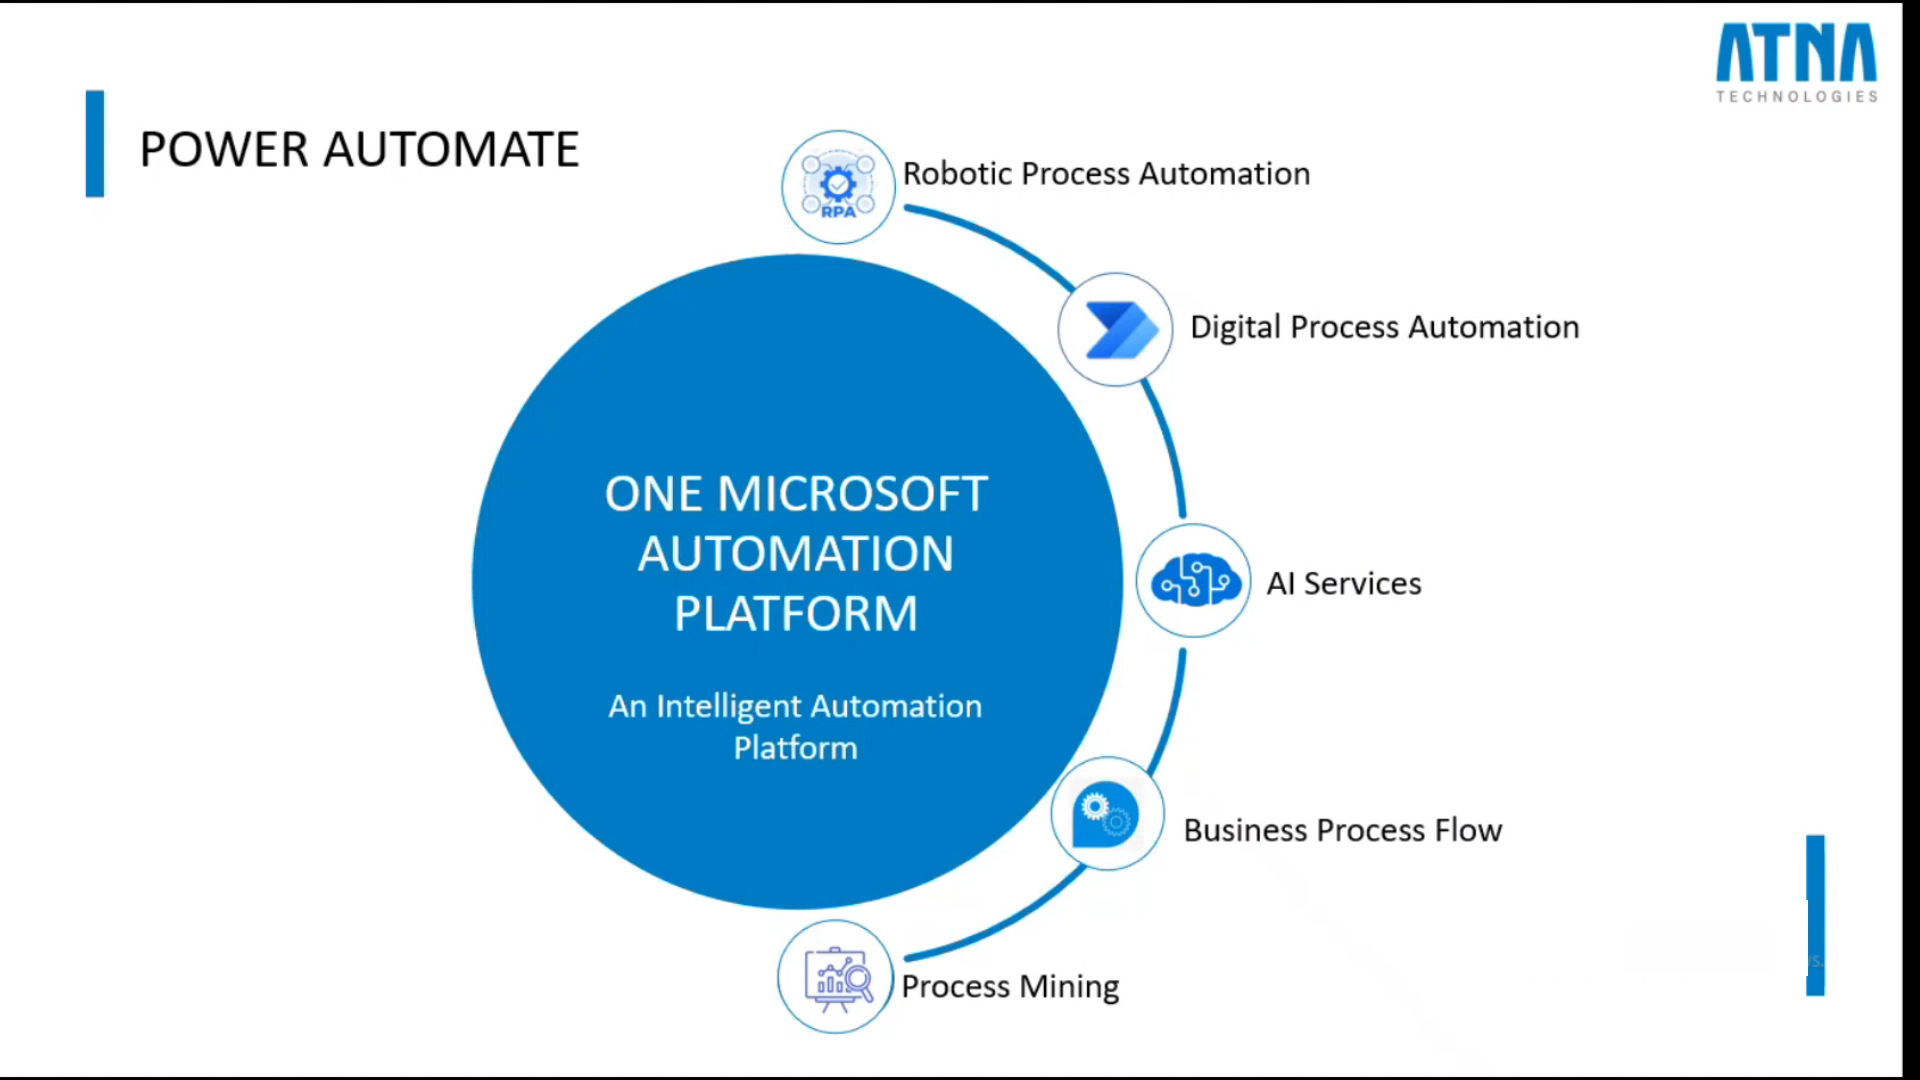 ATNA
TECHNOLOGIES
POWER AUTOMATE
RPA
Robotic Process Automation
Digital Process Automation
ONE MICROSOFT
AUTOMATION
PLATFORM
An Intelligent Automation
Platform
AI Services
Business Process Flow
Process Mining